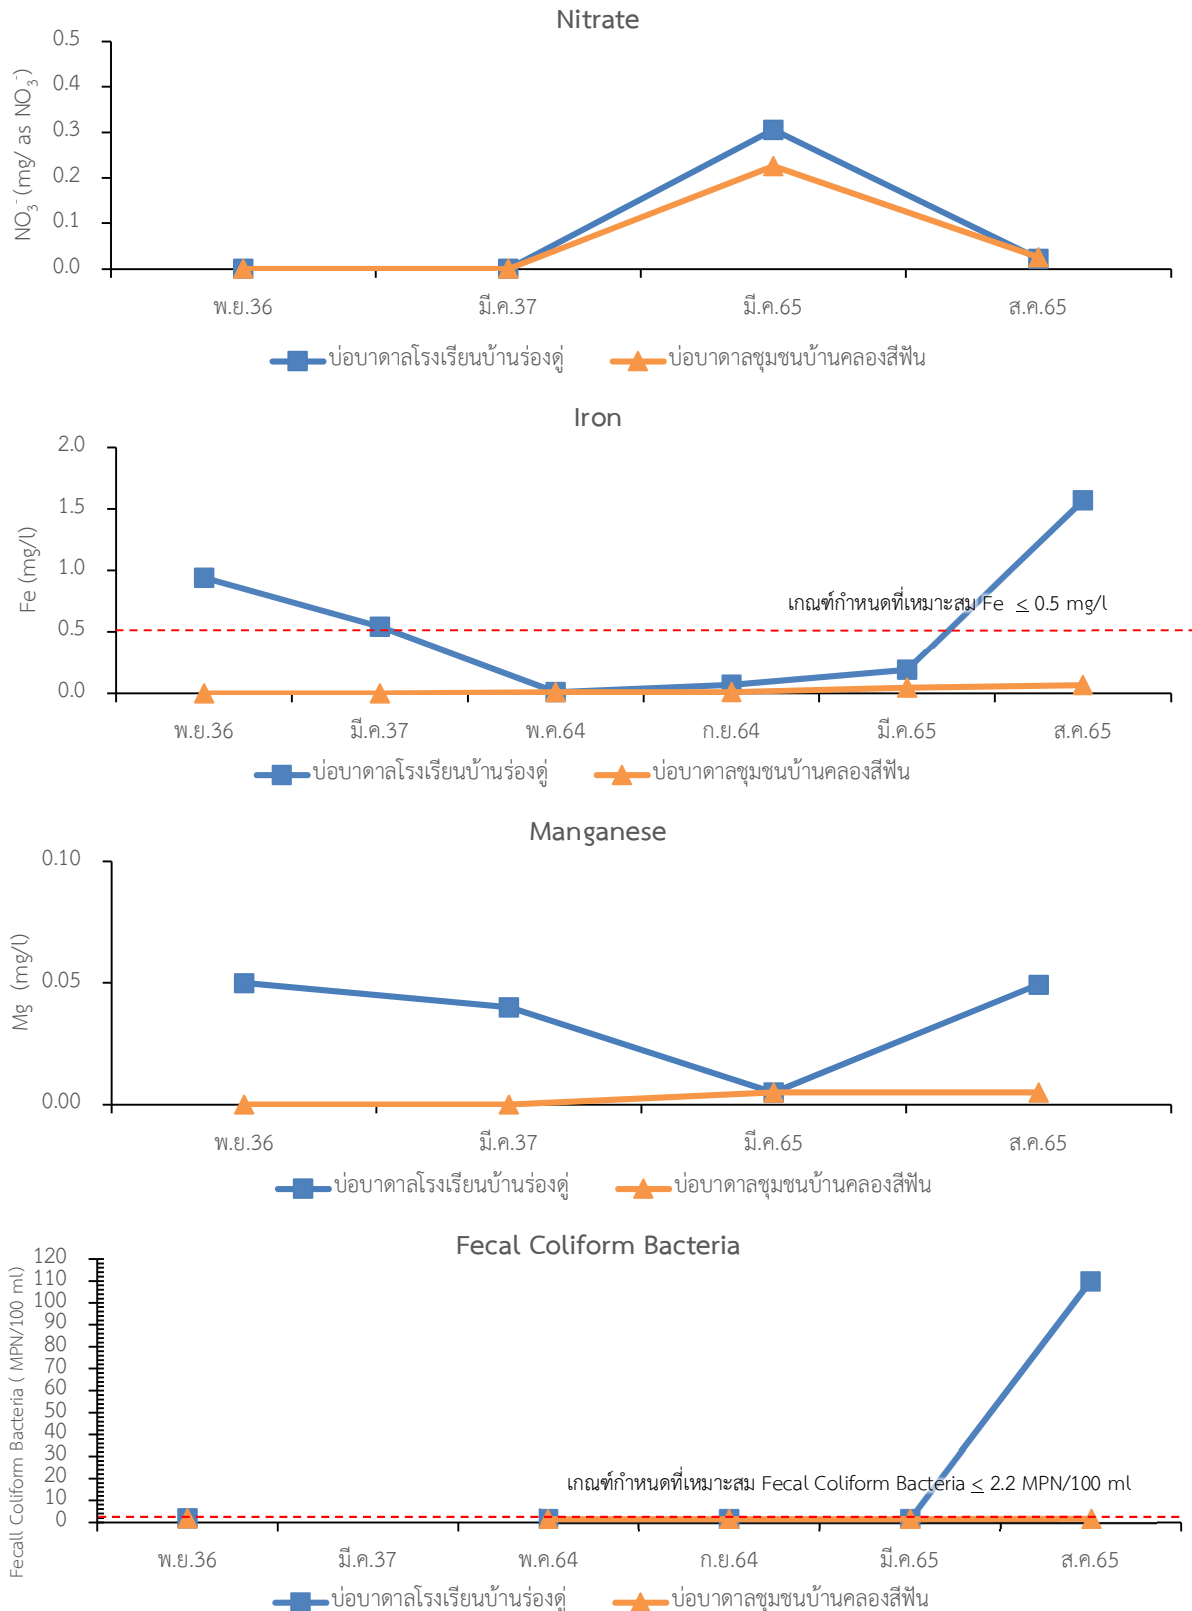 Nitrate
NO3- (mg/ as NO3-)
0.5
0.4
0.3
0.2
0.1
0.0
พ.ย.36 มี.ค.37 มี.ค.65 ส.ค.65
บ่อบาดาลโรงเรียนบ้านร่องดู่ บ่อบาดาลชุมชนบ้านคลองสีฟัน
Iron
Fe (mg/l)
2.0
1.5
1.0
0.5
0.0
เกณฑ์กำหนดที่เหมาะสม Fe ≤ 0.5 mg/l
พ.ย.36 มี.ค.37 พ.ค.64 ก.ย.64 มี.ค.65 ส.ค.65
บ่อบาดาลโรงเรียนบ้านร่องดู่ บ่อบาดาลชุมชนบ้านคลองสีฟัน
Manganese
Mg (mg/l)
0.10
0.05
0.00
พ.ย.36 มี.ค.37 มี.ค.65 ส.ค.65
บ่อบาดาลโรงเรียนบ้านร่องดู่ บ่อบาดาลชุมชนบ้านคลองสีฟัน
Fecal Coliform Bacteria
Fecal Coliform Bacteria ( MPN/100 ml)
120
110
100
90
80
70
60
50
40
30
20
10
0
เกณฑ์กำหนดที่เหมาะสม Fecal Coliform Bacteria ≤ 2.2 MPN/100 ml
พ.ย.36 มี.ค.37 พ.ค.64 ก.ย.64 มี.ค.65 ส.ค.65
บ่อบาดาลโรงเรียนบ้านร่องดู่ บ่อบาดาลชุมชนบ้านคลองสีฟัน